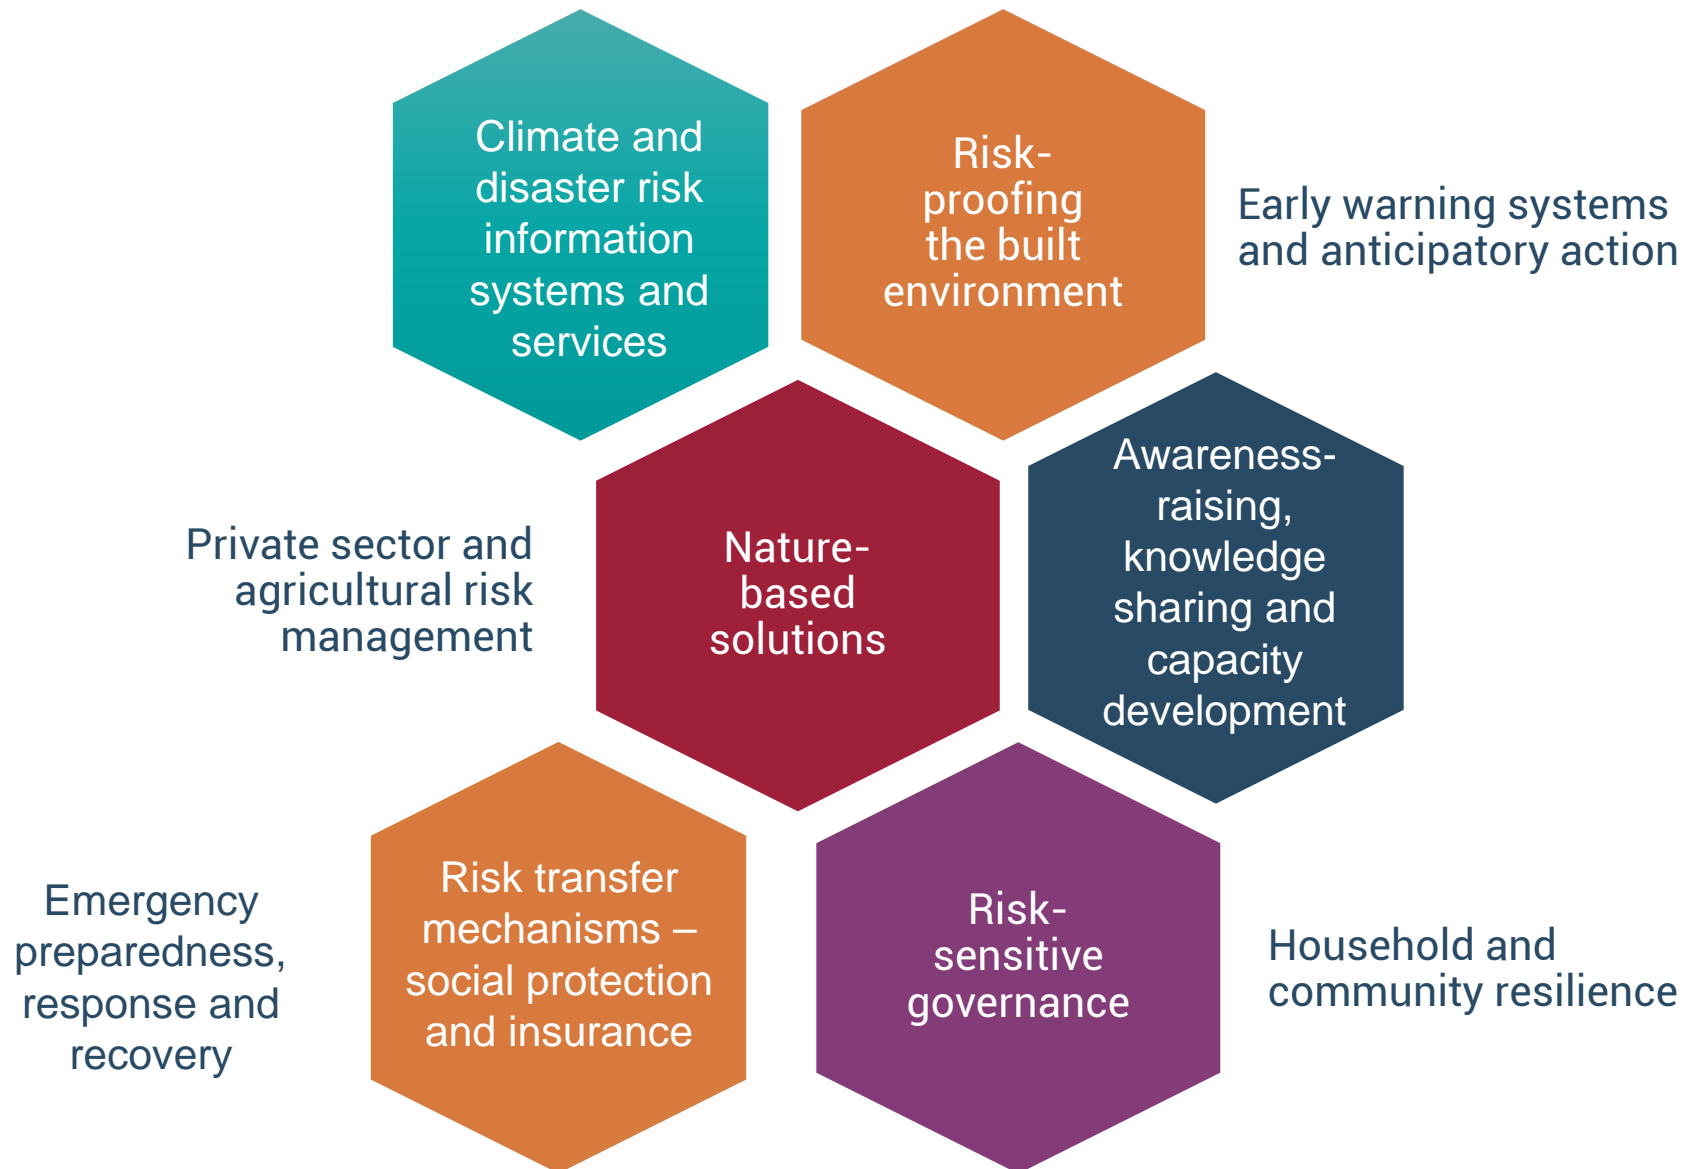 Climate and
disaster risk
information
systems and
services
Risk-
proofing
the built
environment
Early warning systems
and anticipatory action
Private sector and
agricultural risk
management
Nature-
based
solutions
Awareness-
raising,
knowledge
sharing and
capacity
development
Emergency
preparedness,
response and
recovery
Risk transfer
mechanisms –
social protection
and insurance
Risk-
sensitive
governance
Household and
community resilience